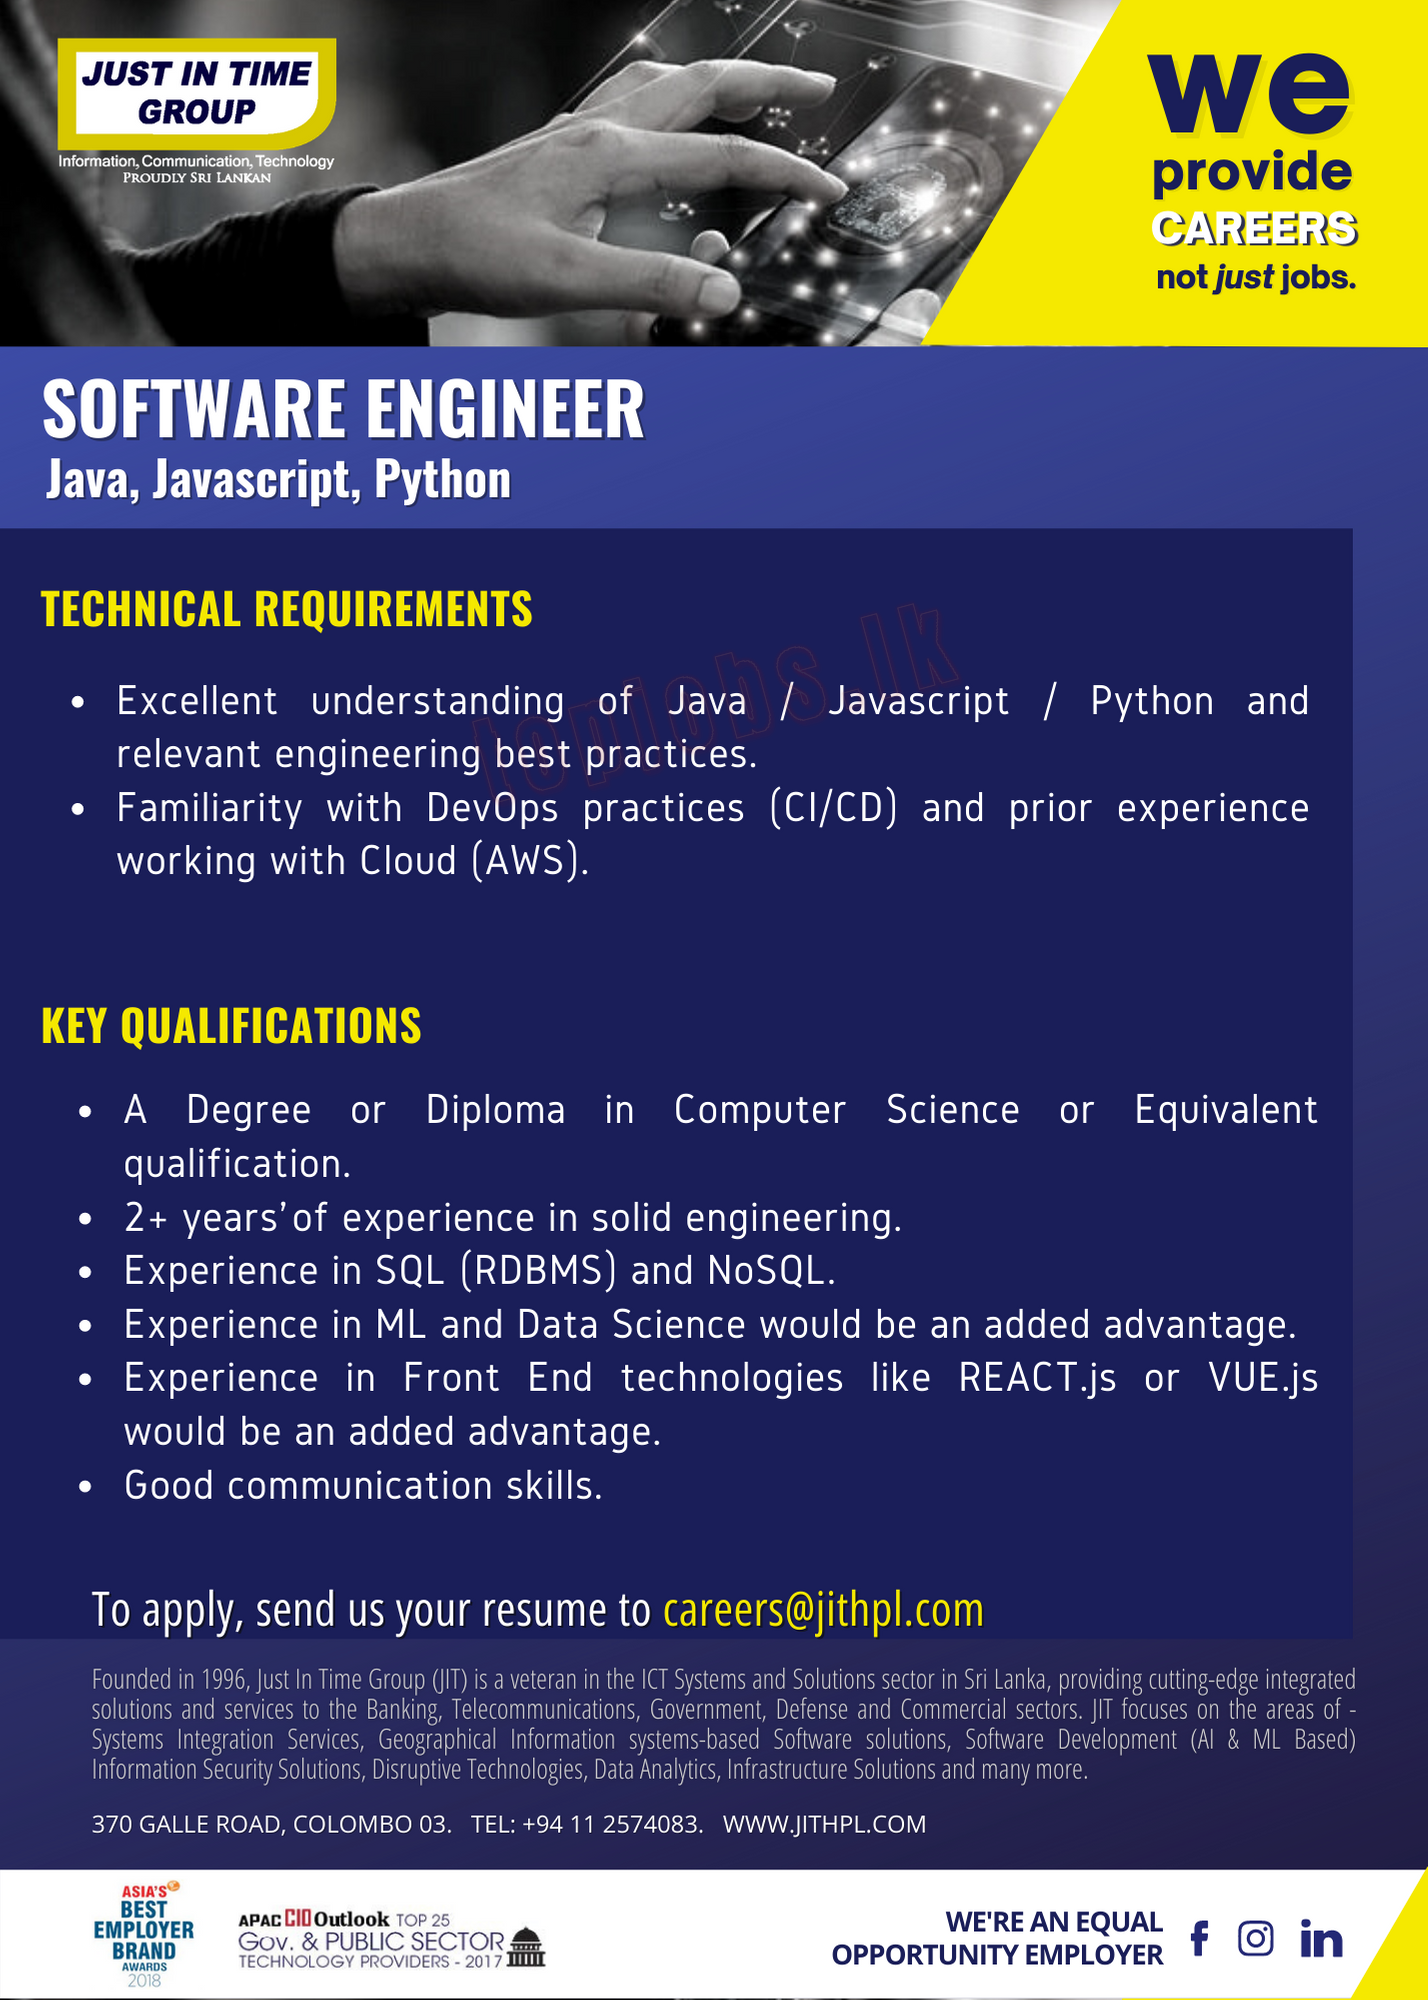 JUST IN TIME
GROUP
Information, Communication, Technology
PROUDLY SRI LANKAN
we
provide
CAREERS
not just jobs.
SOFTWARE ENGINEER
Java, Javascript, Python
TECHNICAL REQUIREMENTS
• Excellent understanding of Java / Javascript / Python and
relevant engineering best practices.
• Familiarity with DevOps practices (CI/CD) and prior experience
working with Cloud (AWS).
topjobs.lk
KEY QUALIFICATIONS
• A Degree or Diploma in Computer Science or Equivalent
qualification.
• 2+ years’of experience in solid engineering.
• Experience in SQL (RDBMS) and NoSQL.
• Experience in ML and Data Science would be an added advantage.
• Experience in Front End technologies like REACT.js or VUE.js
would be an added advantage.
• Good communication skills.
To apply, send us your resume to careers@jithpl.com
Founded in 1996, Just In Time Group (JIT) is a veteran in the ICT Systems and Solutions sector in Sri Lanka, providing cutting-edge integrated
solutions and services to the Banking, Telecommunications, Government, Defense and Commercial sectors. JIT focuses on the areas of -
Systems Integration Services, Geographical Information systems-based Software solutions, Software Development (AI & ML Based)
Information Security Solutions, Disruptive Technologies, Data Analytics, Infrastructure Solutions and many more.
370 GALLE ROAD, COLOMBO 03. TEL: +94 11 2574083. WWW.JITHPL.COM
ASIA'S
BEST
EMPLOYER
BRAND
AWARDS
2018
APAC CIO Outlook TOP 25
GOV. & PUBLIC SECTOR
TECHNOLOGY PROVIDERS - 2017
WE'RE AN EQUAL
OPPORTUNITY EMPLOYER